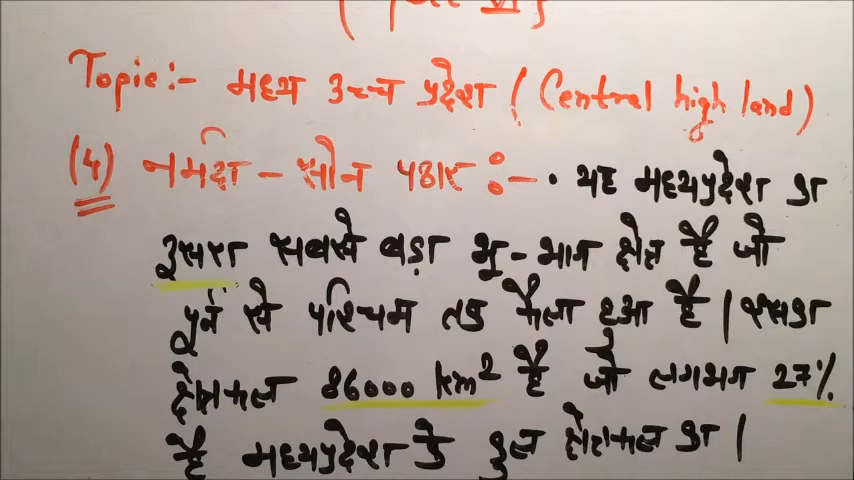 Topic:- मध्य उच्च प्रदेश ( Central high land)
(4) नर्मदा - सोन पठार :- • यह मध्यप्रदेश का
दूसरा सबसे बड़ा भू-भाग क्षेत्र है जो
पूर्व से पश्चिम तक फैला हुआ है | इसका
क्षेत्रफल 86000 km² है जो लगभग 27%
है मध्यप्रदेश के कुल क्षेत्रफल का |